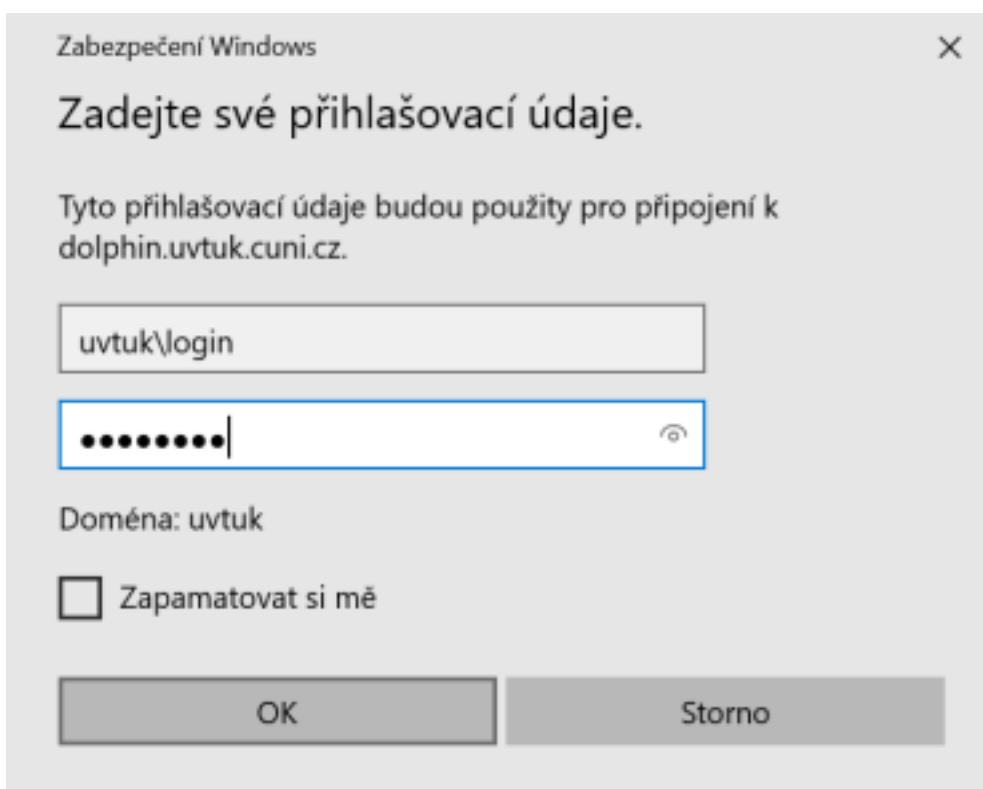 Zabezpečení Windows
Zadejte své přihlašovací údaje.
Tyto přihlašovací údaje budou použity pro připojení k
dolphin.uvtuk.cuni.cz.
uvtuk\login
●●●●●●●●
Doména: uvtuk
Zapamatovat si mě
OK
Storno